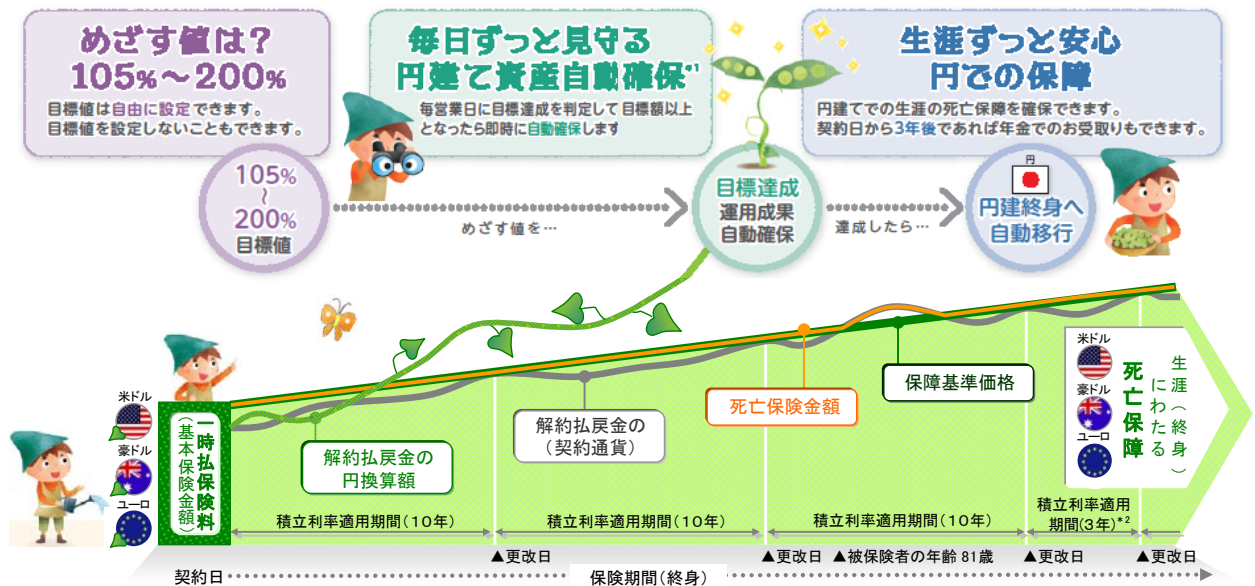 めざす値は？
105%～200%
目標値は自由に設定できます。
目標値を設定しないこともできます。
毎日ずっと見守る
円建て資産自動確保*1
毎営業日に目標達成を判定して目標額以上
となったら即時に自動確保します
生涯ずっと安心
円での保障
円建てでの生涯の死亡保障を確保できます。
契約日から3年後であれば年金でのお受取りもできます。
105%
～
200%
目標値
めざす値を…
目標達成
運用成果
自動確保
達成したら…
円
円建終身へ
自動移行
米ドル
豪ドル
ユーロ
一時払保険料
（基本保険金額）
解約払戻金の
円換算額
解約払戻金の
（契約通貨）
死亡保険金額
保障基準価格
米ドル
豪ドル
ユーロ
生涯（終身）
にわたる
死亡保障
積立利率適用期間（10年）
積立利率適用期間（10年）
積立利率適用期間（10年）
積立利率適用
期間（3年）*2
▲更改日
▲更改日
▲被保険者の年齢 81歳
▲更改日
▲更改日
契約日
保険期間（終身）